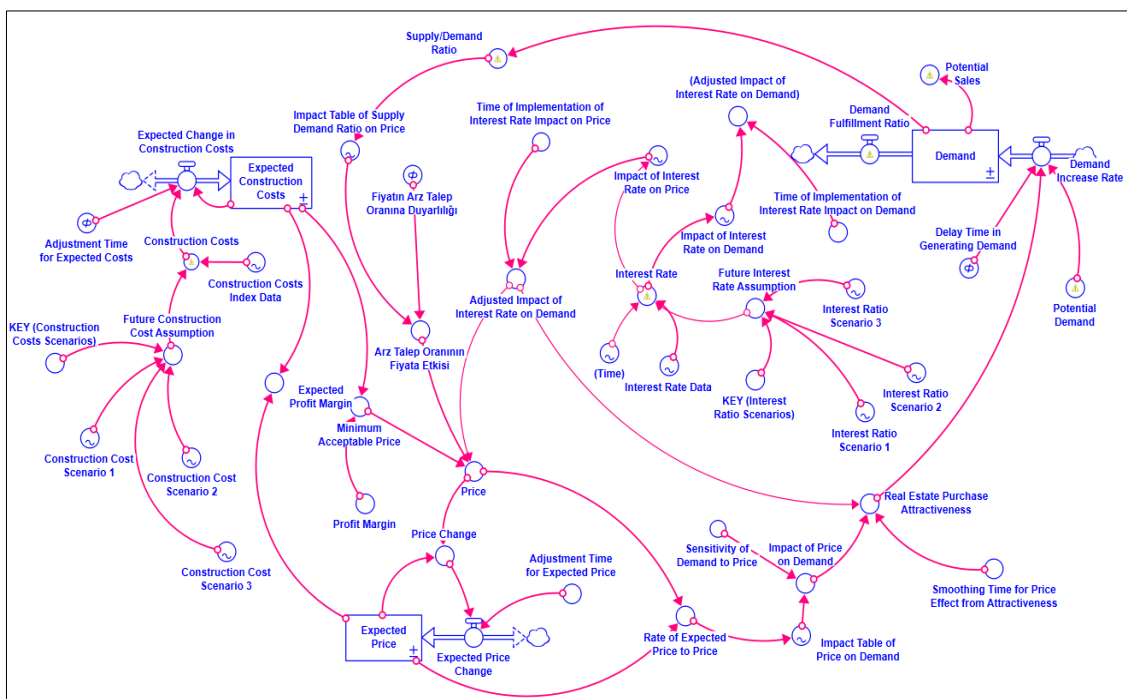 Supply/Demand
Ratio
Potential
Sales
(Adjusted Impact of
Interest Rate on Demand)
Time of Implementation of
Interest Rate Impact on Price
Demand
Fulfillment Ratio
Impact Table of Supply
Demand Ratio on Price
Expected Change in
Construction Costs
Expected
Construction
Costs
Demand
Demand
Increase Rate
Impact of Interest
Rate on Price
Fiyatın Arz Talep
Oranına Duyarlılığı
Time of Implementation of
Interest Rate Impact on Demand
Adjustment Time
for Expected Costs
Construction Costs
Impact of Interest
Rate on Demand
Delay Time in
Generating Demand
Construction Costs
Index Data
Interest Rate
Future Interest
Rate Assumption
Adjusted Impact of
Interest Rate on Demand
Interest Ratio
Scenario 3
Potential
Demand
KEY (Construction
Costs Scenarios)
Future Construction
Cost Assumption
Arz Talep Oranının
Fiyata Etkisi
(Time)
Interest Rate Data
KEY (Interest
Ratio Scenarios)
Interest Ratio
Scenario 2
Expected
Profit Margin
Minimum
Acceptable Price
Interest Ratio
Scenario 1
Construction Cost
Scenario 1
Construction Cost
Scenario 2
Price
Real Estate Purchase
Attractiveness
Profit Margin
Price Change
Adjustment Time
for Expected Price
Sensitivity of
Demand to Price
Impact of Price
on Demand
Construction Cost
Scenario 3
Smoothing Time for Price
Effect from Attractiveness
Expected
Price
Expected Price
Change
Rate of Expected
Price to Price
Impact Table of
Price on Demand